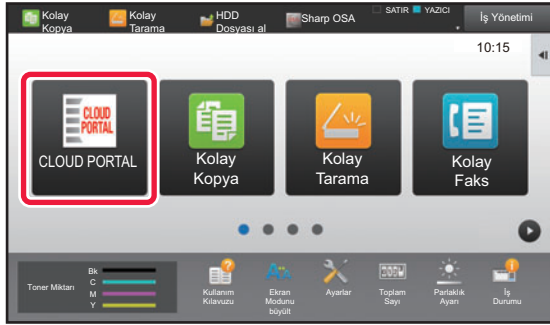 Kolay
Kopya
Kolay
Tarama
HDD
Dosyası al
Sharp OSA
SATIR
YAZICI
İş Yönetimi
10:15
CLOUD
PORTAL
CLOUD PORTAL
Kolay
Kopya
Kolay
Tarama
Kolay
Faks
Toner Miktarı
Bk
C
M
Y
Kullanım
Kılavuzu
Ekran
Modunu
büyült
Ayarlar
Toplam
Sayı
Parlaklık
Ayarı
İş
Durumu